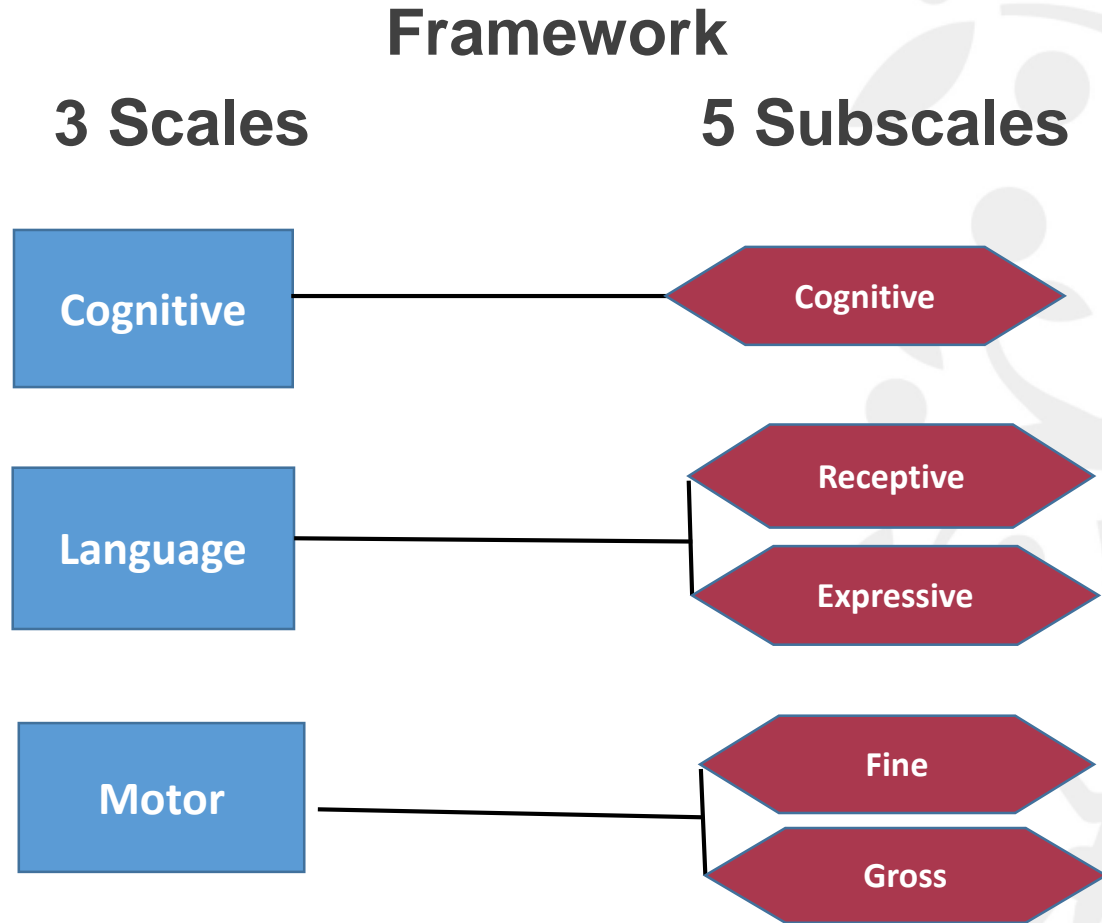 Framework
3 Scales
5 Subscales
Cognitive
Cognitive
Language
Receptive
Expressive
Motor
Fine
Gross